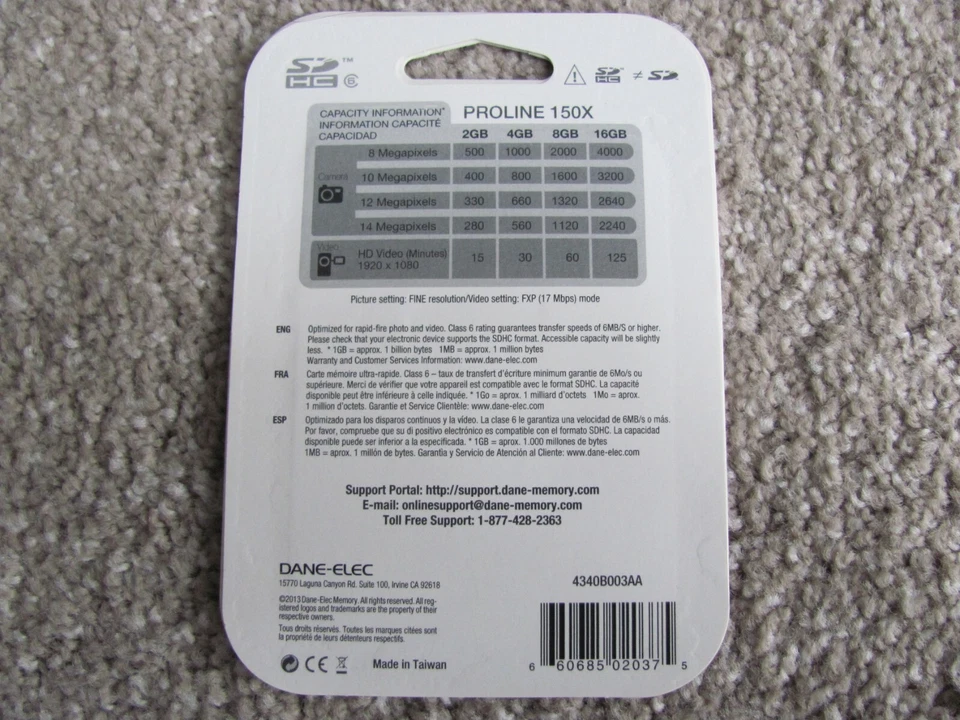 SD™ SD™ ≠ SD
HC 6 HC
CAPACITY INFORMATION* PROLINE 150X
INFORMATION CAPACITÉ
CAPACIDAD 2GB 4GB 8GB 16GB
8 Megapixels 500 1000 2000 4000
Camera 10 Megapixels 400 800 1600 3200
12 Megapixels 330 660 1320 2640
14 Megapixels 280 560 1120 2240
Video HD Video (Minutes) 15 30 60 125
1920 x 1080
Picture setting: FINE resolution/Video setting: FXP (17 Mbps) mode
ENG Optimized for rapid-fire photo and video. Class 6 rating guarantees transfer speeds of 6MB/S or higher.
Please check that your electronic device supports the SDHC format. Accessible capacity will be slightly
less. * 1GB = approx. 1 billion bytes 1MB = approx. 1 million bytes
Warranty and Customer Services Information: www.dane-elec.com
FRA Carte mémoire ultra-rapide. Class 6 – taux de transfert d'écriture minimum garantie de 6Mo/s ou
supérieure. Merci de vérifier que votre appareil est compatible avec le format SDHC. La capacité
disponible peut être inférieure à celle indiquée. * 1Go = aprox. 1 milliard d'octets 1Mo = aprox.
1 million d'octets. Garantie et Service Clientèle: www.dane-elec.com
ESP Optimizado para los disparos continuos y la vídeo. La clase 6 le garantiza una velocidad de 6MB/s o más.
Por favor, compruebe que su di positivo electrónico es compatible con el formato SDHC. La capacidad
disponible puede ser inferior a la especificada. * 1GB = aprox. 1.000 millones de bytes
1MB = aprox. 1 millón de bytes. Garantia y Servicio de Atención al Cliente: www.dane-elec.com
Support Portal: http://support.dane-memory.com
E-mail: onlinesupport@dane-memory.com
Toll Free Support: 1-877-428-2363
DANE-ELEC
15770 Laguna Canyon Rd. Suite 100, Irvine CA 92618
4340B003AA
©2013 Dane-Elec Memory. All rights reserved. All reg-
istered logos and trademarks are the property of their
respective owners.
Tous droits réservés. Toutes les marques citées sont
la propriété de leurs détenteurs respectifs.
CE Made in Taiwan
6 60685 02037 5